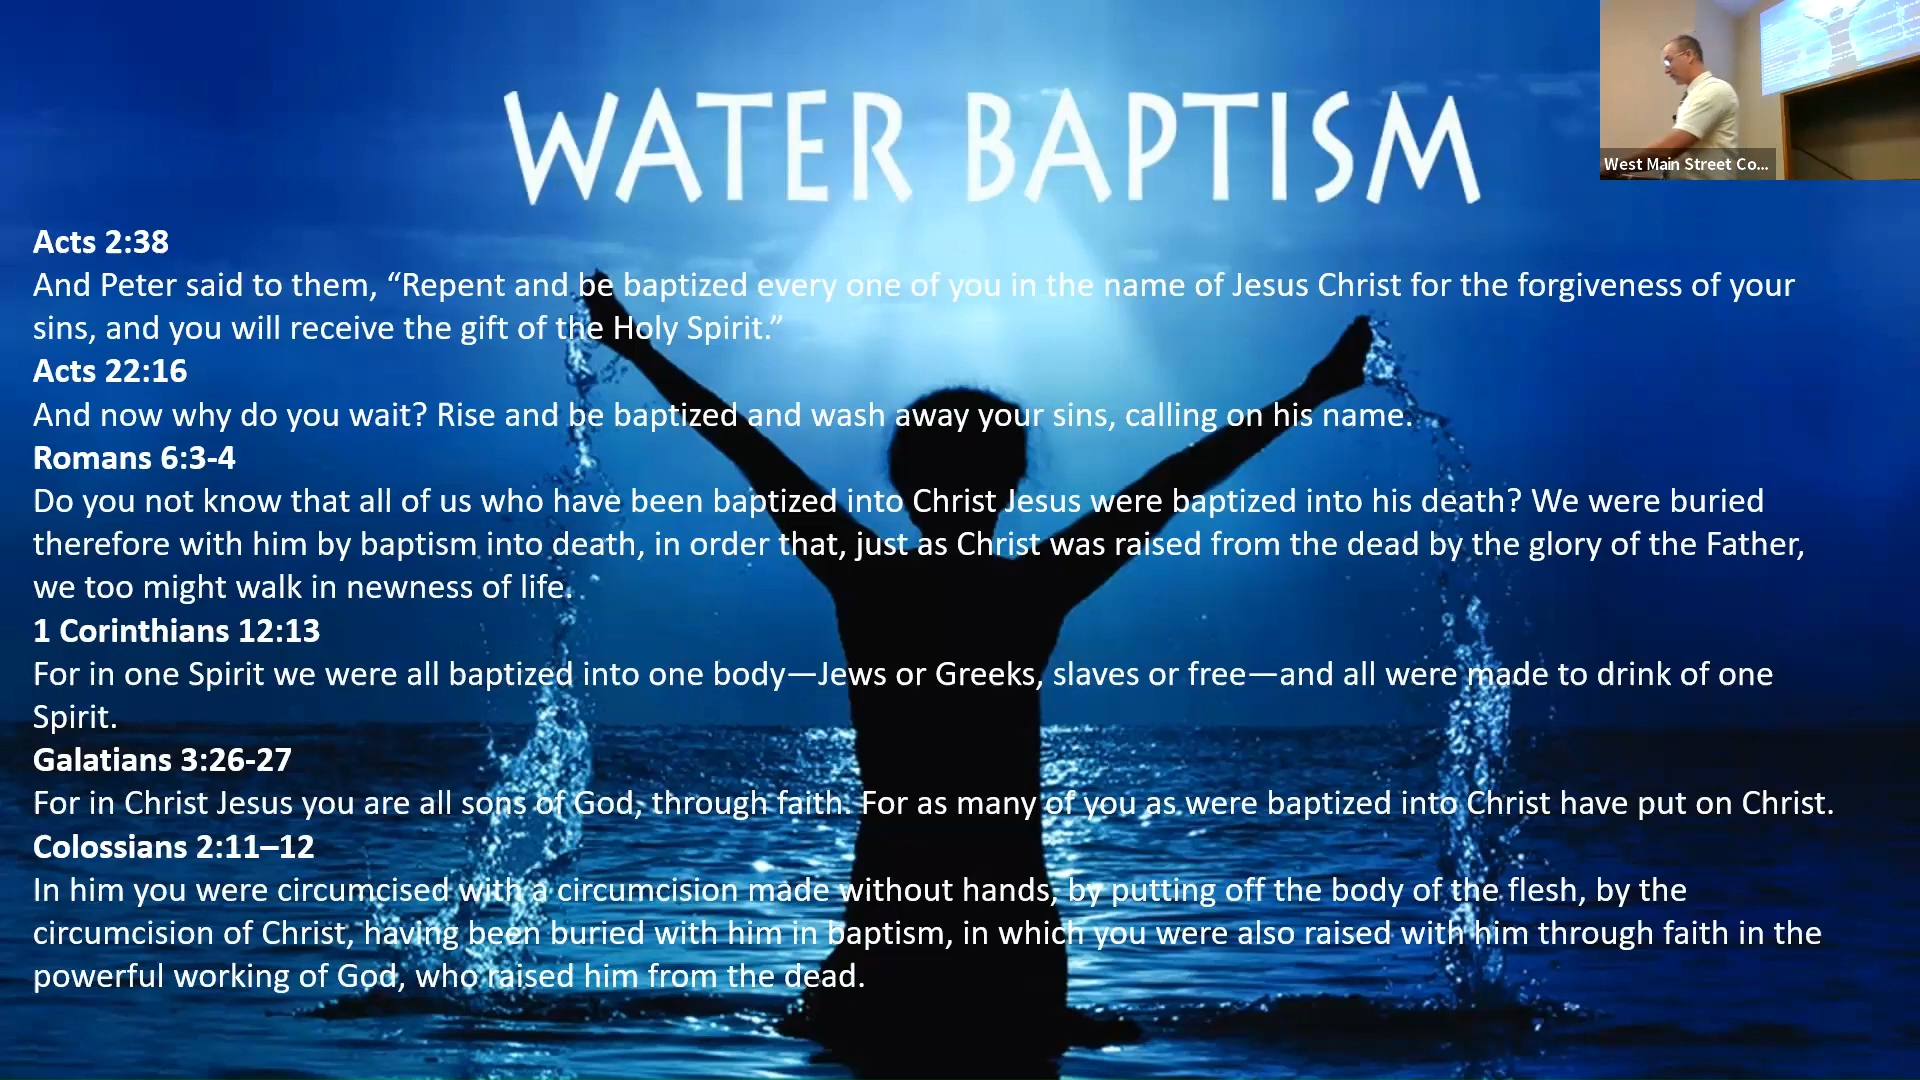 WATER BAPTISM
West Main Street Co...
Acts 2:38
And Peter said to them, “Repent and be baptized every one of you in the name of Jesus Christ for the forgiveness of your
sins, and you will receive the gift of the Holy Spirit.”
Acts 22:16
And now why do you wait? Rise and be baptized and wash away your sins, calling on his name.
Romans 6:3-4
Do you not know that all of us who have been baptized into Christ Jesus were baptized into his death? We were buried
therefore with him by baptism into death, in order that, just as Christ was raised from the dead by the glory of the Father,
we too might walk in newness of life.
1 Corinthians 12:13
For in one Spirit we were all baptized into one body—Jews or Greeks, slaves or free—and all were made to drink of one
Spirit.
Galatians 3:26-27
For in Christ Jesus you are all sons of God, through faith. For as many of you as were baptized into Christ have put on Christ.
Colossians 2:11–12
In him you were circumcised with a circumcision made without hands, by putting off the body of the flesh, by the
circumcision of Christ, having been buried with him in baptism, in which you were also raised with him through faith in the
powerful working of God, who raised him from the dead.